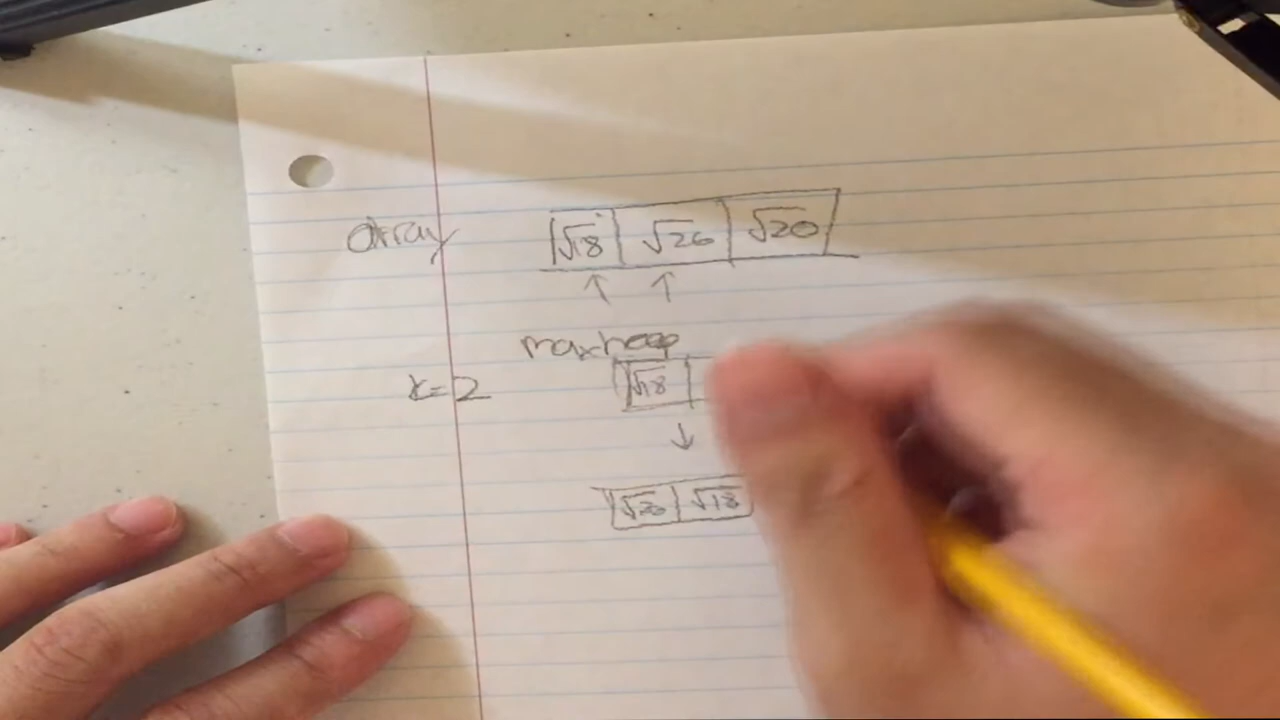 array √18 √26 √20
↑ ↑
maxheap
k=2 √18
↓
√26 √18